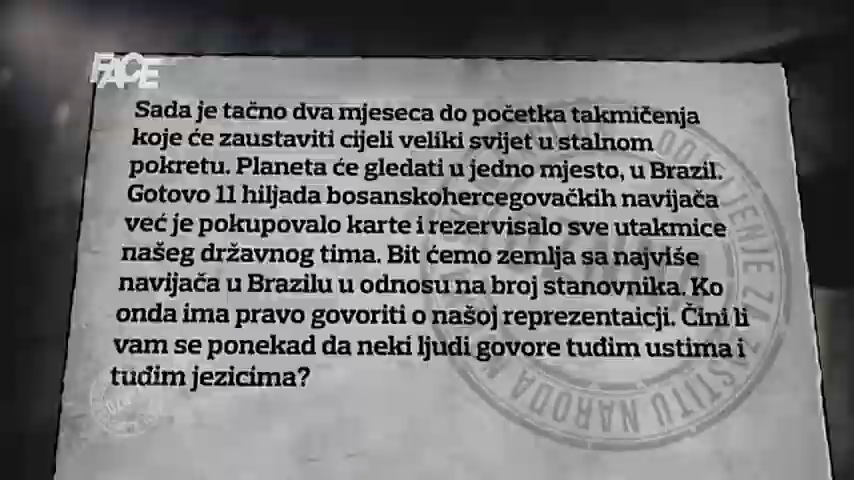 FACE
Sada je tačno dva mjeseca do početka takmičenja
koje će zaustaviti cijeli veliki svijet u stalnom
pokretu. Planeta će gledati u jedno mjesto, u Brazil.
Gotovo 11 hiljada bosanskohercegovačkih navijača
već je pokupovalo karte i rezervisalo sve utakmice
našeg državnog tima. Bit ćemo zemlja sa najviše
navijača u Brazilu u odnosu na broj stanovnika. Ko
onda ima pravo govoriti o našoj reprezentaicji. Čini li
vam se ponekad da neki ljudi govore tuđim ustima i
tuđim jezicima?
ZA ZAŠTITU NARODA